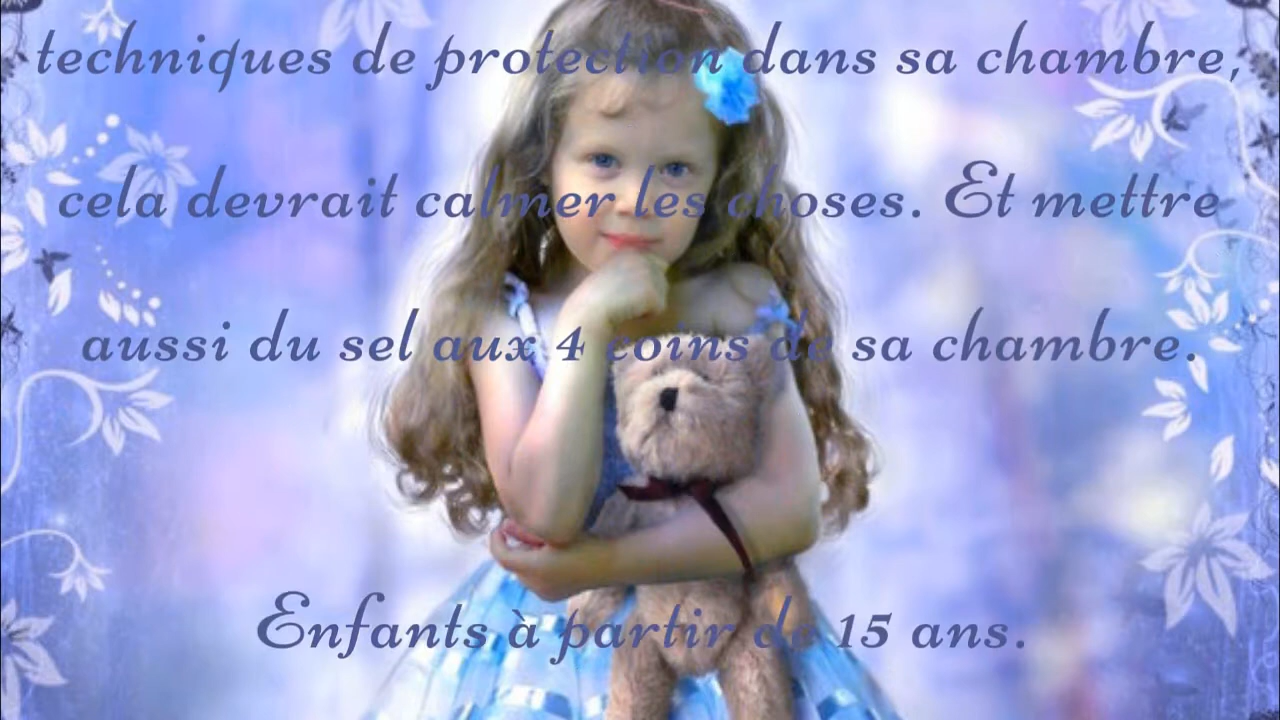 techniques de protection dans sa chambre,
cela devrait calmer les choses. Et mettre
aussi du sel aux 4 coins de sa chambre.
Enfants à partir de 15 ans.